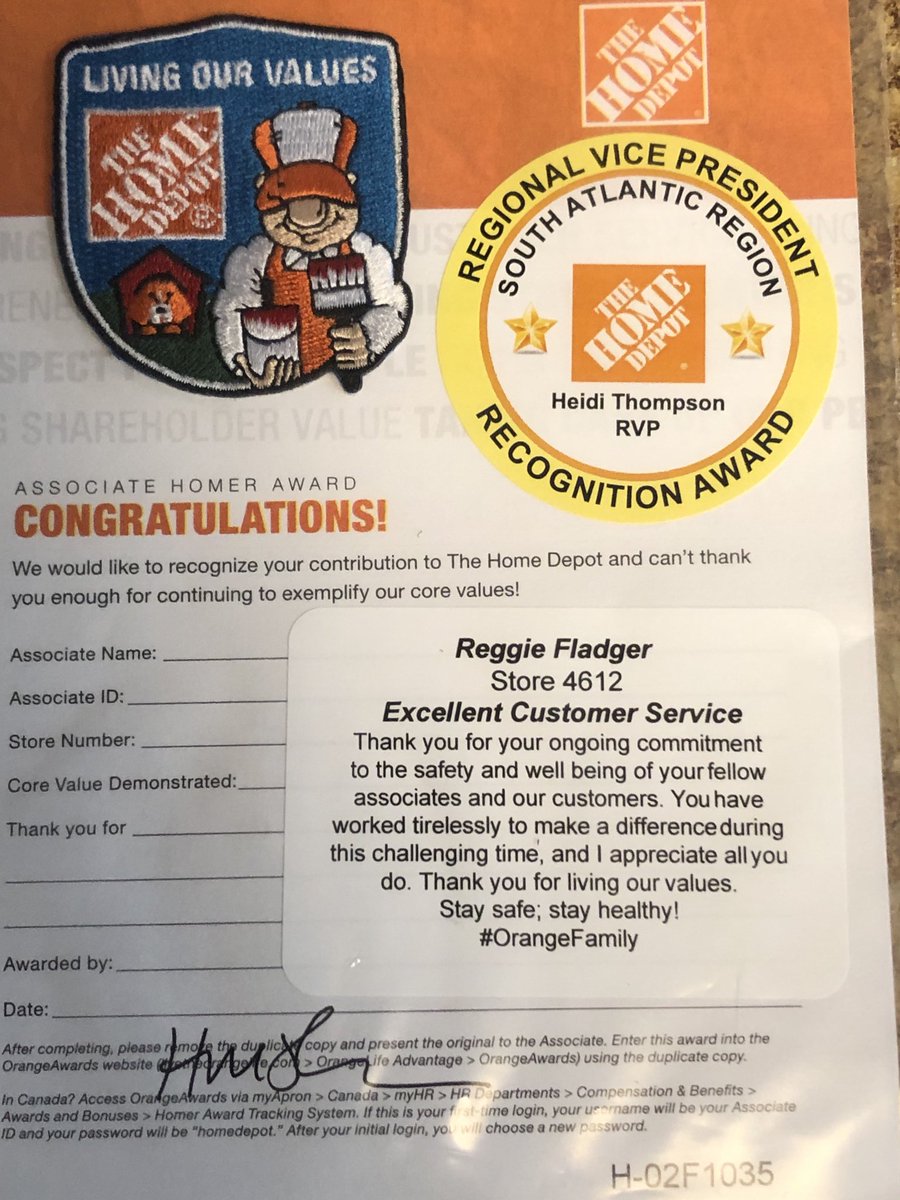 LIVING OUR VALUES
THE
HOME
DEPOT
THE
HOME
DEPOT
REGIONAL VICE PRESIDENT
SOUTH ATLANTIC REGION
THE
HOME
DEPOT
Heidi Thompson
RVP
RECOGNITION AWARD
SHAREHOLDER VALUE
ASSOCIATE HOMER AWARD
CONGRATULATIONS!
We would like to recognize your contribution to The Home Depot and can't thank
you enough for continuing to exemplify our core values!
Associate Name:
Associate ID:
Store Number:
Core Value Demonstrated:
Thank you for
Awarded by:
Date:
Reggie Fladger
Store 4612
Excellent Customer Service
Thank you for your ongoing commitment
to the safety and well being of your fellow
associates and our customers. You have
worked tirelessly to make a difference during
this challenging time, and I appreciate all you
do. Thank you for living our values.
Stay safe; stay healthy!
#OrangeFamily
After completing, please remove the duplicate copy and present the original to the Associate. Enter this award into the
OrangeAwards website > OrangeLife Advantage > OrangeAwards) using the duplicate copy.
In Canada? Access OrangeAwards via myApron > Canada > myHR > HR Departments > Compensation & Benefits >
Awards and Bonuses > Homer Award Tracking System. If this is your first-time login, your username will be your Associate
ID and your password will be "homedepot." After your initial login, you will choose a new password.
H-02F1035